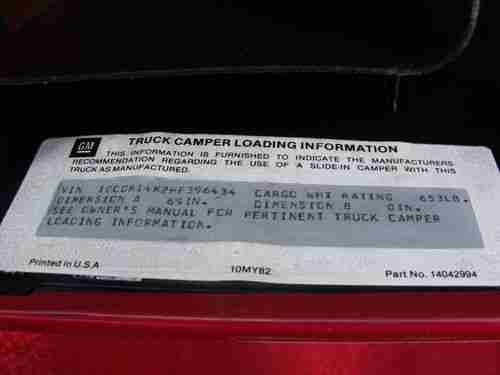 GM
TRUCK CAMPER LOADING INFORMATION
THIS INFORMATION IS FURNISHED TO INDICATE THE MANUFACTURERS
RECOMMENDATION REGARDING THE USE OF A SLIDE-IN CAMPER WITH THIS
TRUCK AS MANUFACTURED.
VIN 1GCGK14K2HF396434 CARGO WHT RATING 653LB.
DIMENSION A 69IN. DIMENSION B 0IN.
SEE OWNER'S MANUAL FOR PERTINENT TRUCK CAMPER
LOADING INFORMATION.
Printed in U.S.A 10MY82 Part No. 14042994